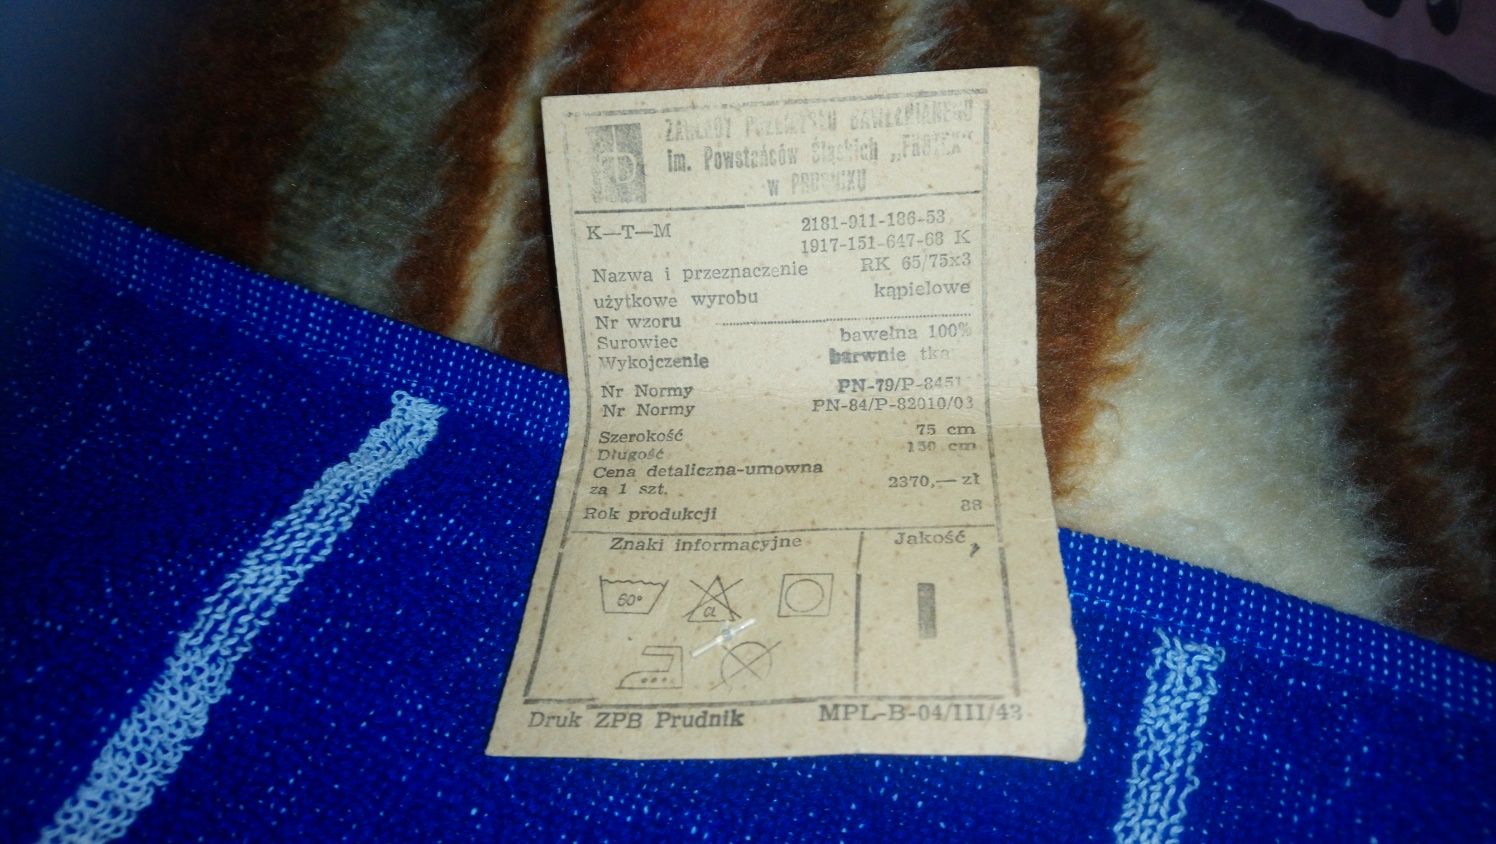 ZAKŁADY PRZEMYSŁU BAWEŁNIANEGO
im. Powstańców Śląskich „FROTEX"
w PRUDNIKU
K—T—M 2181-911-186-53
1917-151-647-68 K
Nazwa i przeznaczenie RK 65/75x3
użytkowe wyrobu kąpielowe
Nr wzoru
Surowiec bawełna 100%
Wykojczenie barwnie tka
Nr Normy PN-79/P-8451
Nr Normy PN-84/P-82010/03
Szerokość 75 cm
Długość 150 cm
Cena detaliczna-umowna
za 1 szt. 2370,— zł
Rok produkcji 88
Znaki informacyjne Jakość
60° cl I
Druk ZPB Prudnik MPL-B-04/III/43